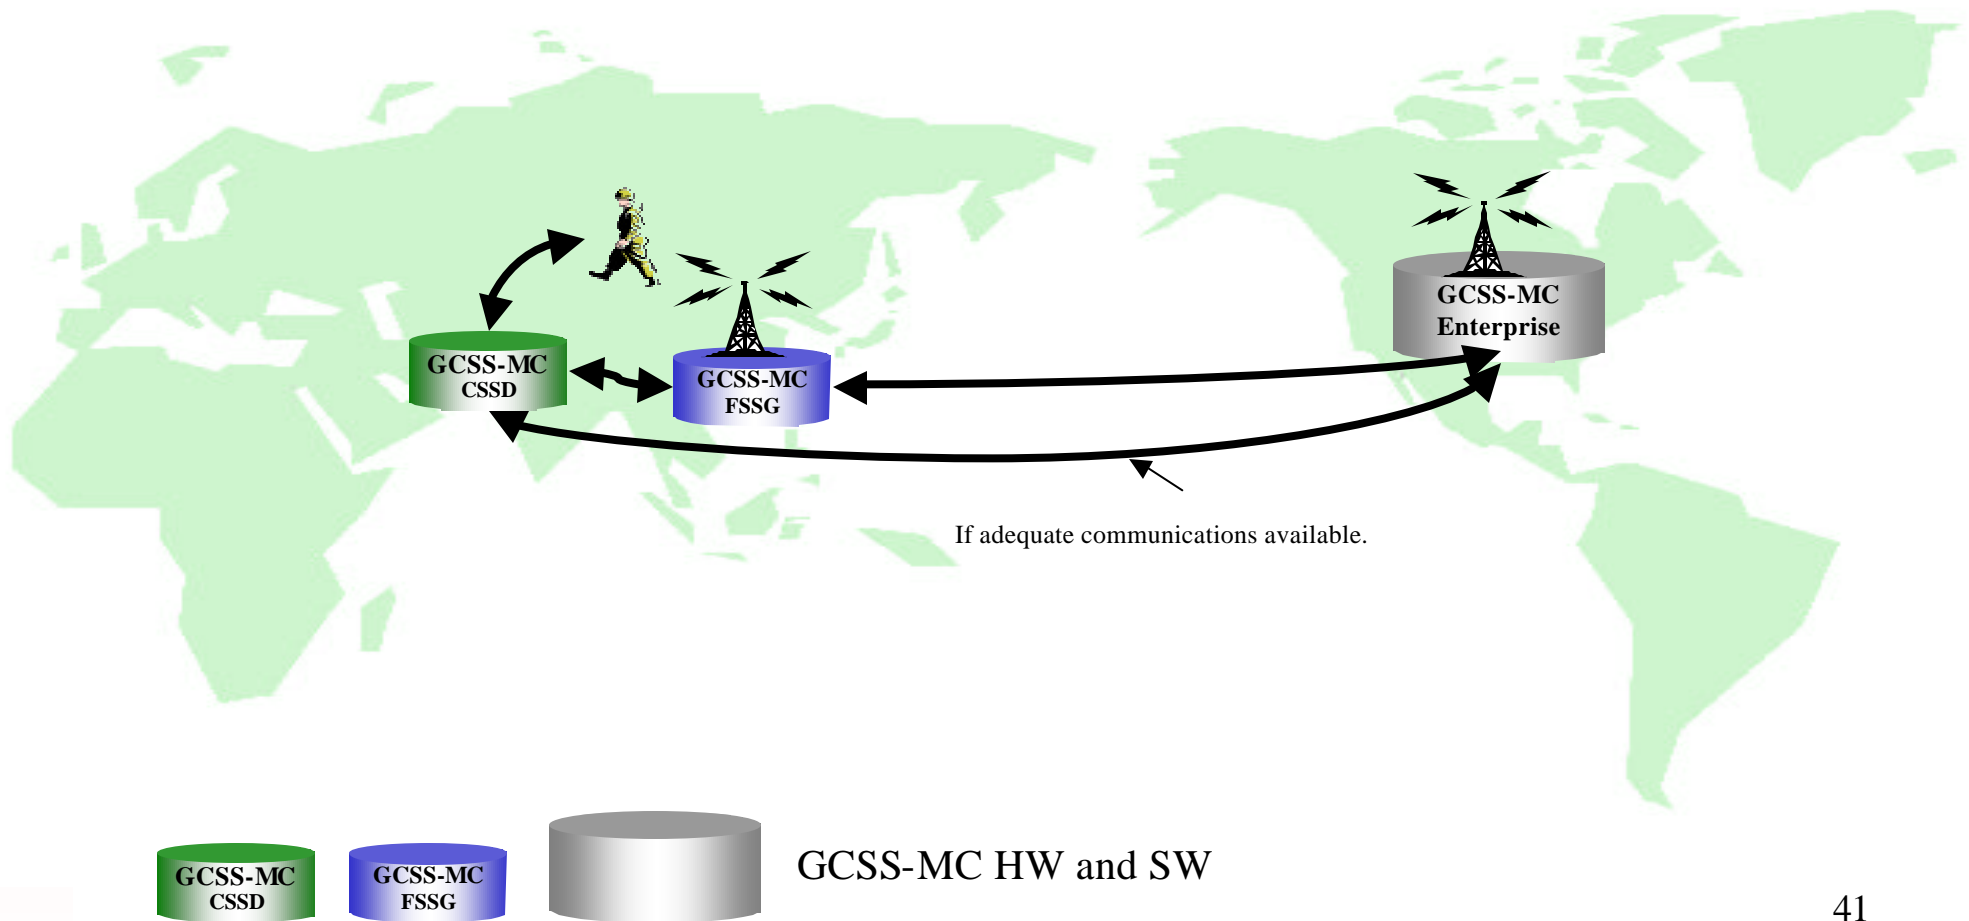 GCSS-MC
Enterprise
GCSS-MC
CSSD
GCSS-MC
FSSG
If adequate communications available.
GCSS-MC
CSSD
GCSS-MC
FSSG
GCSS-MC HW and SW
41